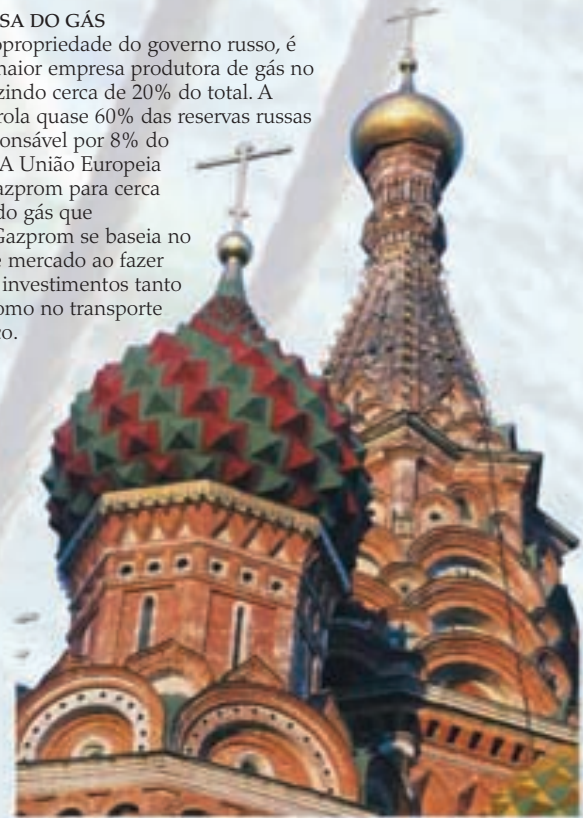 SA DO GÁS
propriedade do governo russo, é
maior empresa produtora de gás no
zindo cerca de 20% do total. A
rola quase 60% das reservas russas
onsável por 8% do
A União Europeia
azprom para cerca
do gás que
Gazprom se baseia no
e mercado ao fazer
investimentos tanto
omo no transporte
co.